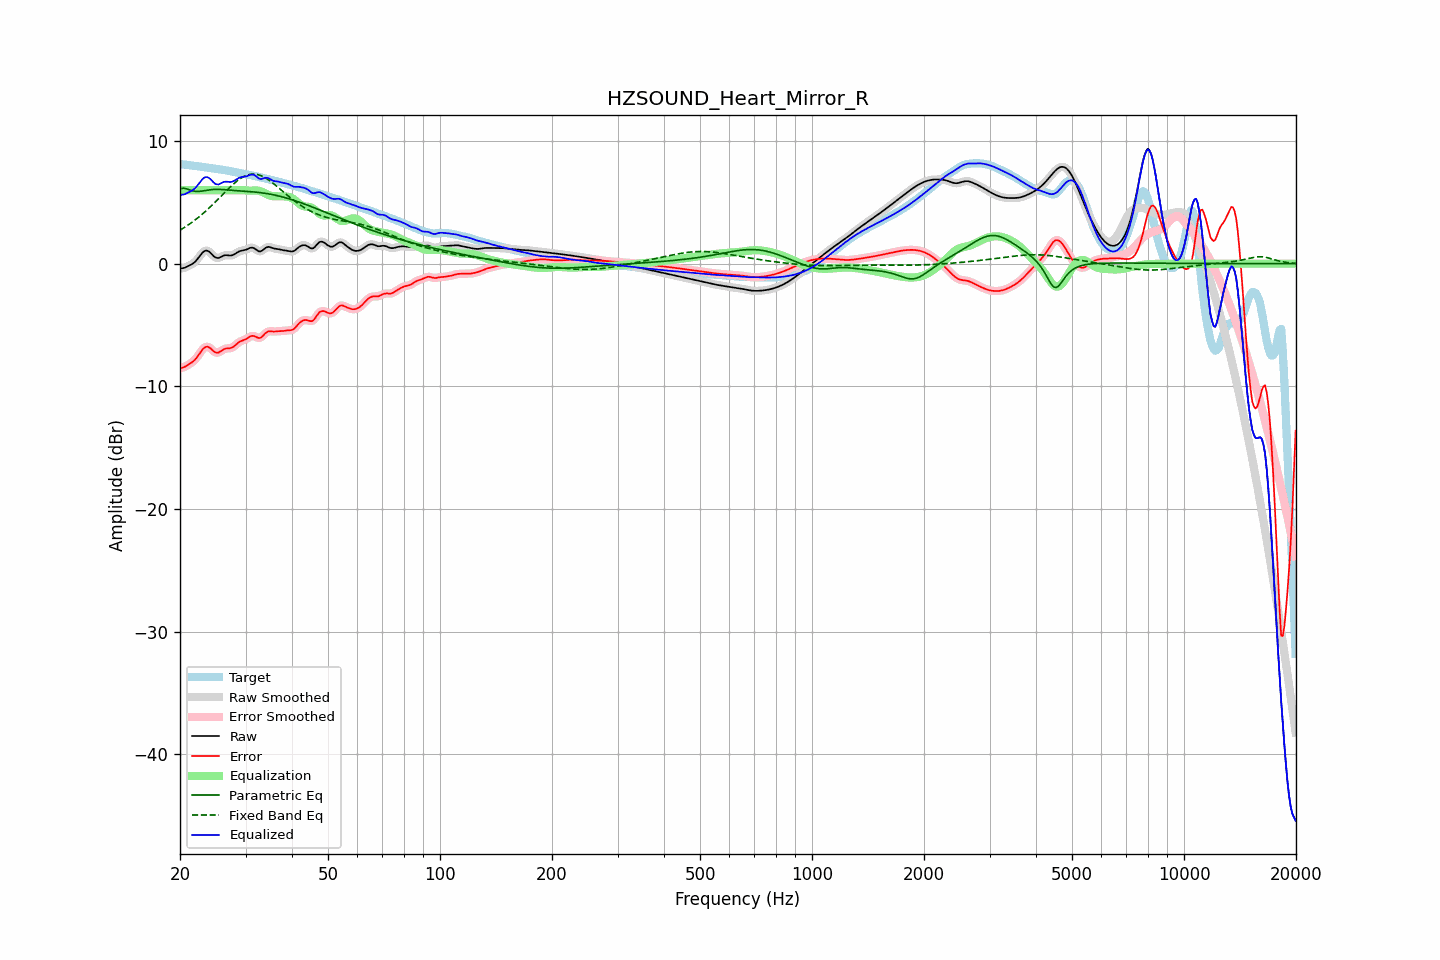 HZSOUND_Heart_Mirror_R
10
0
−10
−20
−30
−40
Amplitude (dBr)
Target
Raw Smoothed
Error Smoothed
Raw
Error
Equalization
Parametric Eq
Fixed Band Eq
Equalized
20 50 100 200 500 1000 2000 5000 10000 20000
Frequency (Hz)